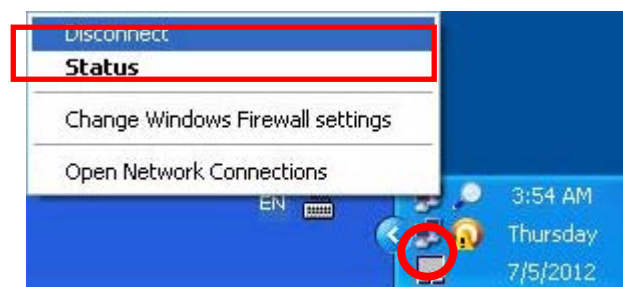 Disconnect
Status
Change Windows Firewall settings
Open Network Connections
EN
3:54 AM
Thursday
7/5/2012